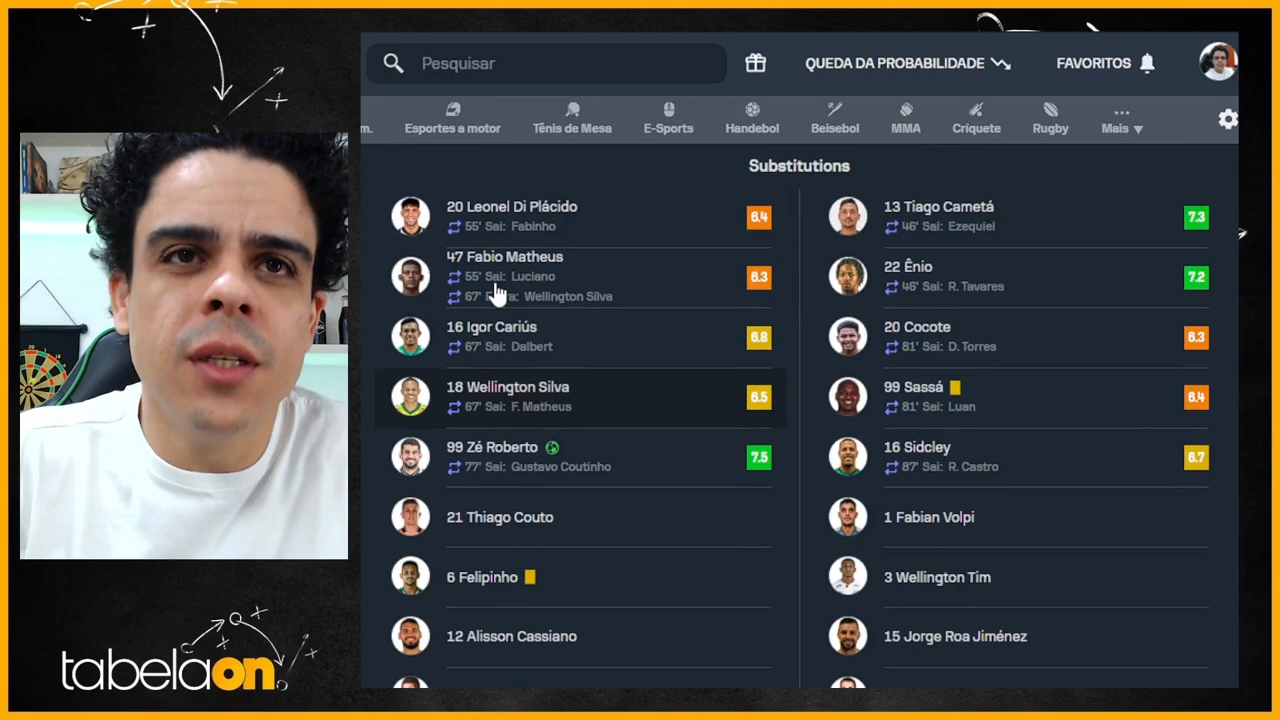 Pesquisar
QUEDA DA PROBABILIDADE
FAVORITOS
m.
Esportes a motor
Tênis de Mesa
E-Sports
Handebol
Beisebol
MMA
Críquete
Rugby
Mais ▼
Substitutions
20 Leonel Di Plácido
55' Sai: Fabinho
6.4
47 Fabio Matheus
55' Sai: Luciano
67' Wellington Silva
6.3
16 Igor Cariús
67' Sai: Dalbert
6.8
18 Wellington Silva
67' Sai: F. Matheus
6.5
99 Zé Roberto
77' Sai: Gustavo Coutinho
7.5
21 Thiago Couto
6 Felipinho
12 Alisson Cassiano
13 Tiago Cametá
46' Sai: Ezequiel
7.3
22 Ênio
46' Sai: R. Tavares
7.2
20 Cocote
81' Sai: D. Torres
6.3
99 Sassá
81' Sai: Luan
6.4
16 Sidcley
87' Sai: R. Castro
6.7
1 Fabian Volpi
3 Wellington Tim
15 Jorge Roa Jiménez
tabelaon